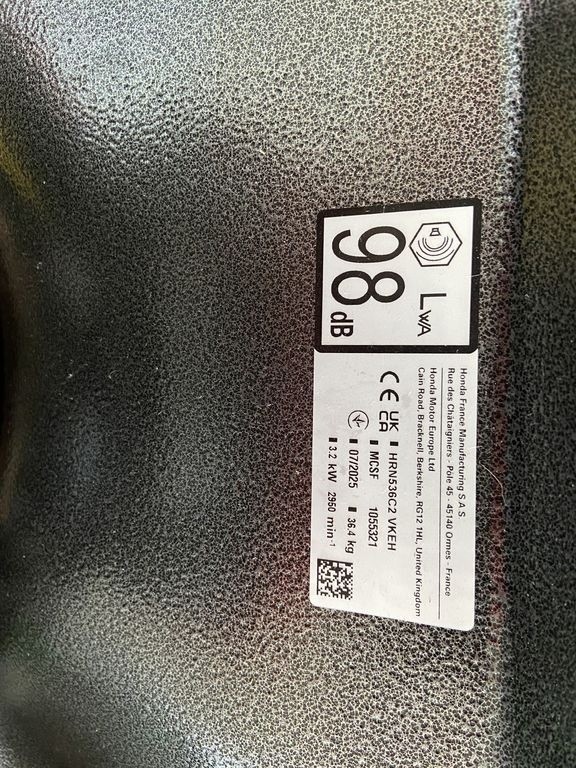 LWA
98 dB
Honda France Manufacturing S.A.S
Rue des Châtaigniers - Pôle 45 - 45140 Ormes - France
Honda Motor Europe Ltd
Cain Road, Bracknell, Berkshire, RG12 1HL, United Kingdom
CE UK CA
HRN536C2 VKEH
MCSF 1055321
07/2025 36.4 kg
3.2 kW 2950 min⁻¹